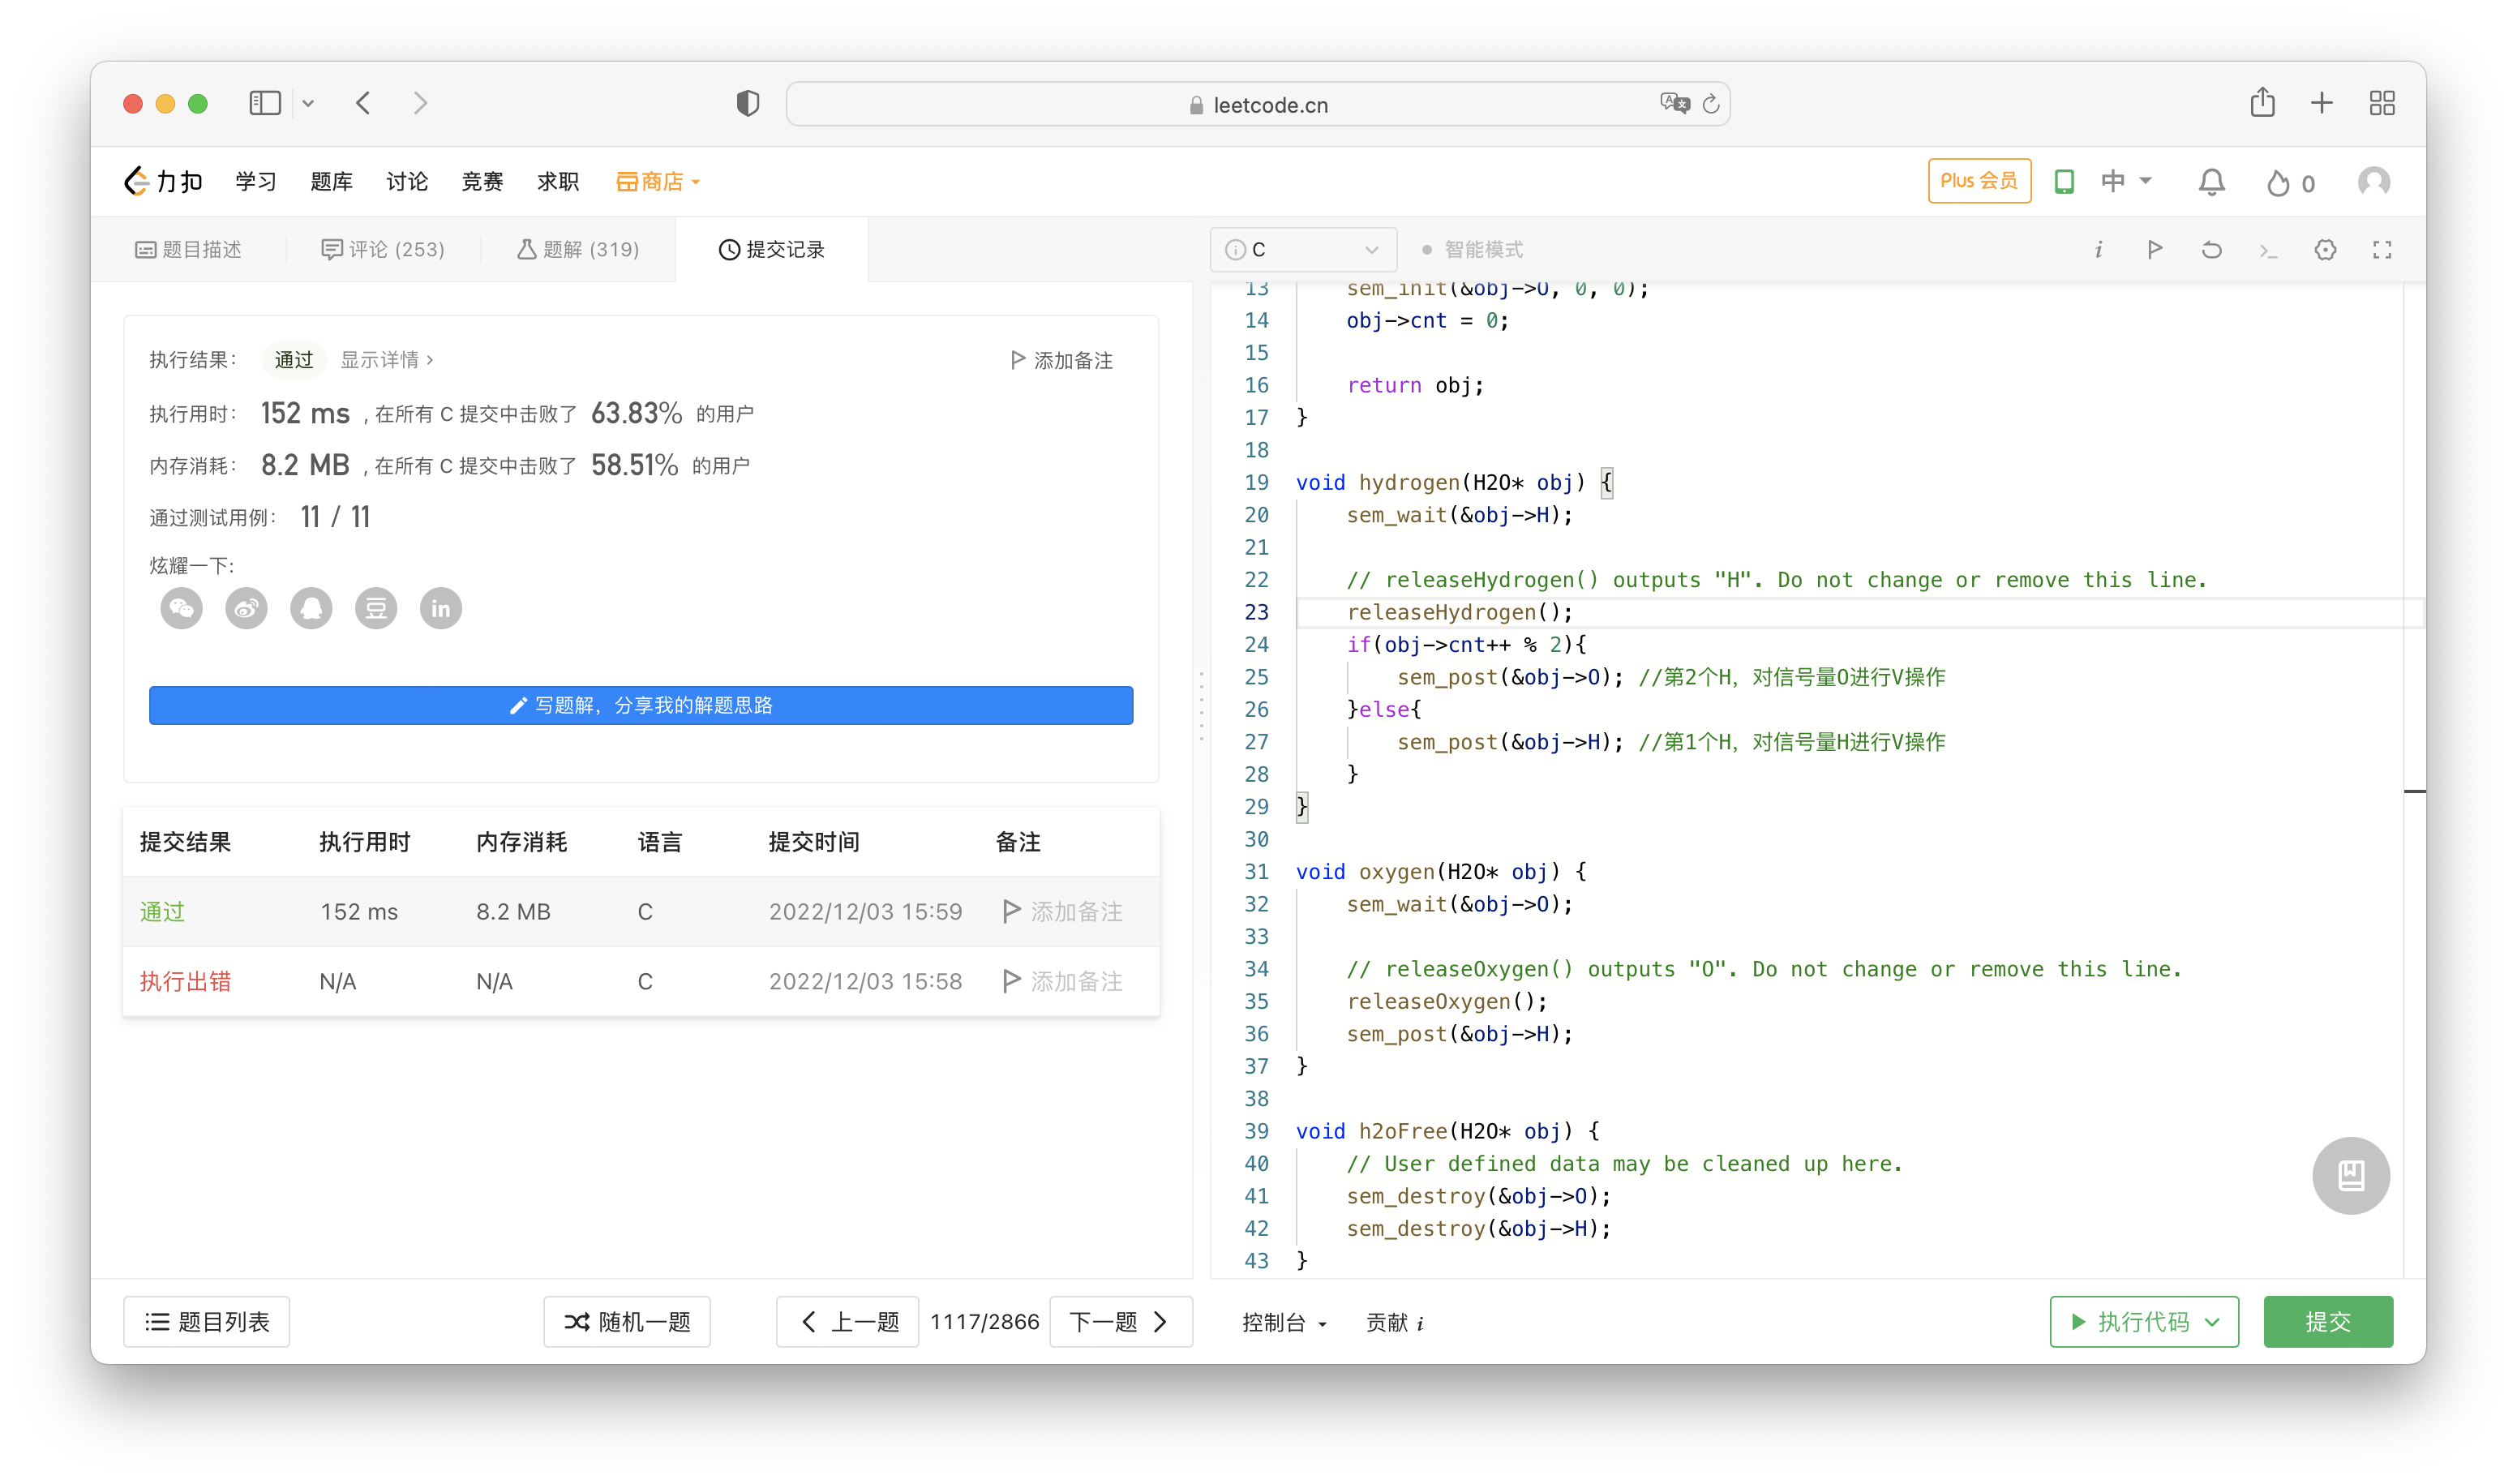 leetcode.cn
力扣 学习 题库 讨论 竞赛 求职 商店 Plus 会员 中 0
题目描述 评论 (253) 题解 (319) 提交记录
执行结果： 通过 显示详情 > 添加备注
执行用时： 152 ms , 在所有 C 提交中击败了 63.83% 的用户
内存消耗： 8.2 MB , 在所有 C 提交中击败了 58.51% 的用户
通过测试用例： 11 / 11
炫耀一下:
写题解，分享我的解题思路
提交结果 执行用时 内存消耗 语言 提交时间 备注
通过 152 ms 8.2 MB C 2022/12/03 15:59 添加备注
执行出错 N/A N/A C 2022/12/03 15:58 添加备注
题目列表 随机一题 上一题 1117/2866 下一题
C 智能模式
13 sem_init(&obj->O, 0, 0);
14 obj->cnt = 0;
15
16 return obj;
17 }
18
19 void hydrogen(H2O* obj) {
20 sem_wait(&obj->H);
21
22 // releaseHydrogen() outputs "H". Do not change or remove this line.
23 releaseHydrogen();
24 if(obj->cnt++ % 2){
25 sem_post(&obj->O); //第2个H，对信号量O进行V操作
26 }else{
27 sem_post(&obj->H); //第1个H，对信号量H进行V操作
28 }
29 }
30
31 void oxygen(H2O* obj) {
32 sem_wait(&obj->O);
33
34 // releaseOxygen() outputs "O". Do not change or remove this line.
35 releaseOxygen();
36 sem_post(&obj->H);
37 }
38
39 void h2oFree(H2O* obj) {
40 // User defined data may be cleaned up here.
41 sem_destroy(&obj->O);
42 sem_destroy(&obj->H);
43 }
控制台 贡献 i 执行代码 提交